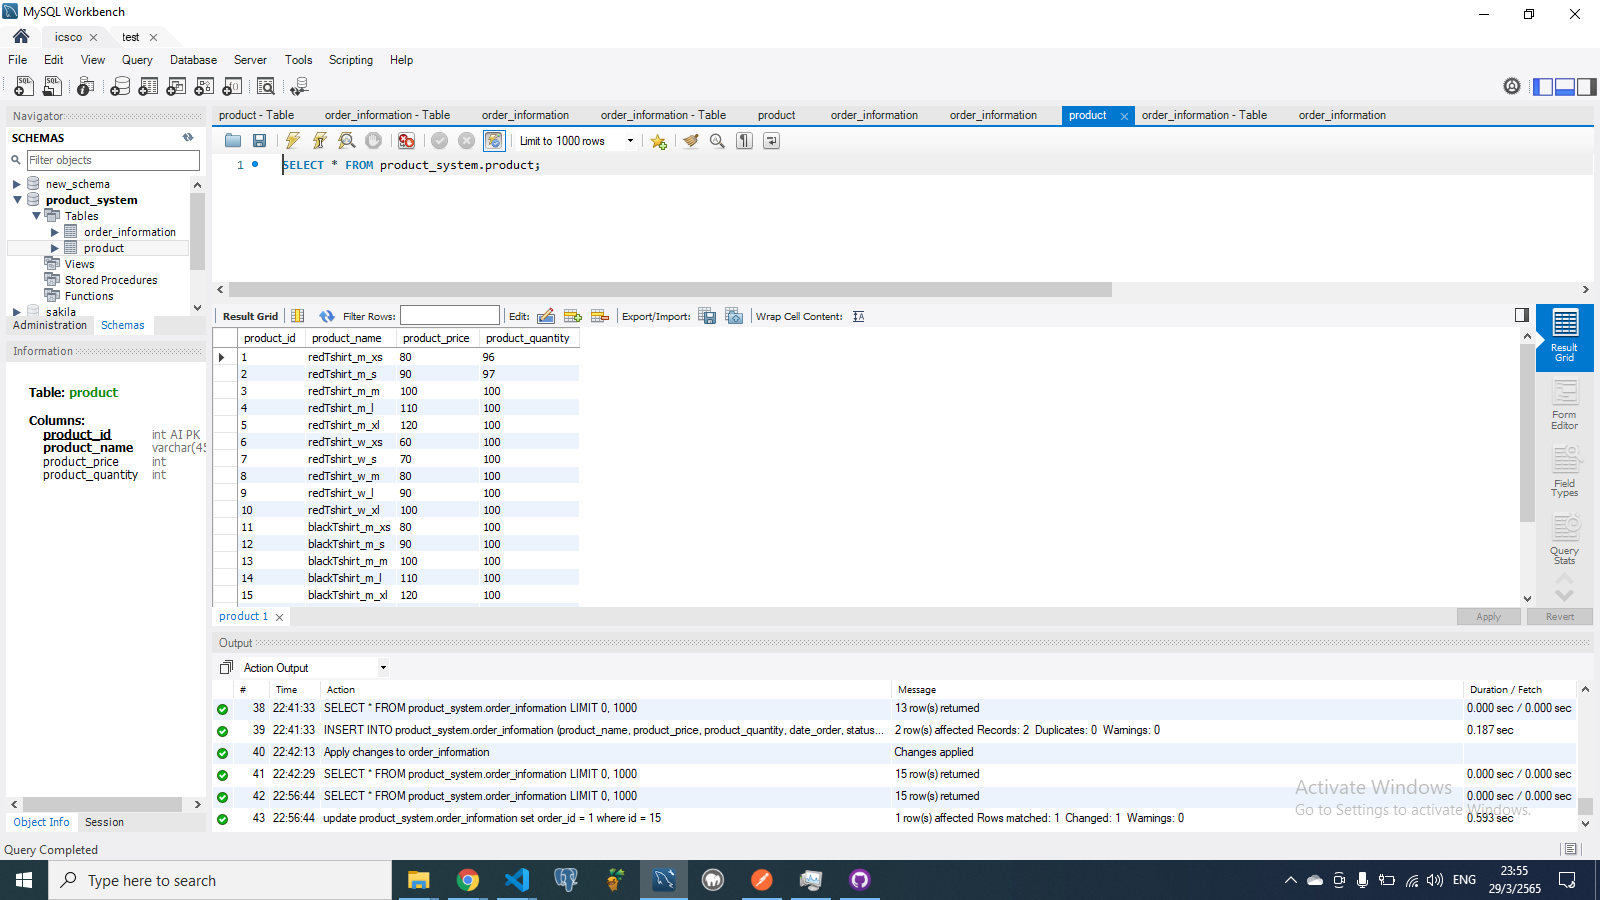 MySQL Workbench
icsco
test
File Edit View Query Database Server Tools Scripting Help
Navigator
product - Table order_information - Table order_information order_information - Table product order_information order_information product order_information - Table order_information
SCHEMAS
Filter objects
Limit to 1000 rows
1 SELECT * FROM product_system.product;
new_schema
product_system
Tables
order_information
product
Views
Stored Procedures
Functions
sakila
Administration Schemas
Information
Table: product
Columns:
product_id int AI PK
product_name varchar(45
product_price int
product_quantity int
Object Info Session
Result Grid Filter Rows: Edit: Export/Import: Wrap Cell Content:
product_id product_name product_price product_quantity
1 redTshirt_m_xs 80 96
2 redTshirt_m_s 90 97
3 redTshirt_m_m 100 100
4 redTshirt_m_l 110 100
5 redTshirt_m_xl 120 100
6 redTshirt_w_xs 60 100
7 redTshirt_w_s 70 100
8 redTshirt_w_m 80 100
9 redTshirt_w_l 90 100
10 redTshirt_w_xl 100 100
11 blackTshirt_m_xs 80 100
12 blackTshirt_m_s 90 100
13 blackTshirt_m_m 100 100
14 blackTshirt_m_l 110 100
15 blackTshirt_m_xl 120 100
Result
Grid
Form
Editor
Field
Types
Query
Stats
product 1
Apply Revert
Output
Action Output
# Time Action Message Duration / Fetch
38 22:41:33 SELECT * FROM product_system.order_information LIMIT 0, 1000 13 row(s) returned 0.000 sec / 0.000 sec
39 22:41:33 INSERT INTO product_system.order_information (product_name, product_price, product_quantity, date_order, status... 2 row(s) affected Records: 2 Duplicates: 0 Warnings: 0 0.187 sec
40 22:42:13 Apply changes to order_information Changes applied
41 22:42:29 SELECT * FROM product_system.order_information LIMIT 0, 1000 15 row(s) returned 0.000 sec / 0.000 sec
42 22:56:44 SELECT * FROM product_system.order_information LIMIT 0, 1000 15 row(s) returned 0.000 sec / 0.000 sec
43 22:56:44 update product_system.order_information set order_id = 1 where id = 15 1 row(s) affected Rows matched: 1 Changed: 1 Warnings: 0 0.593 sec
Activate Windows
Go to Settings to activate Windows.
Query Completed
Type here to search
ENG
23:55
29/3/2565